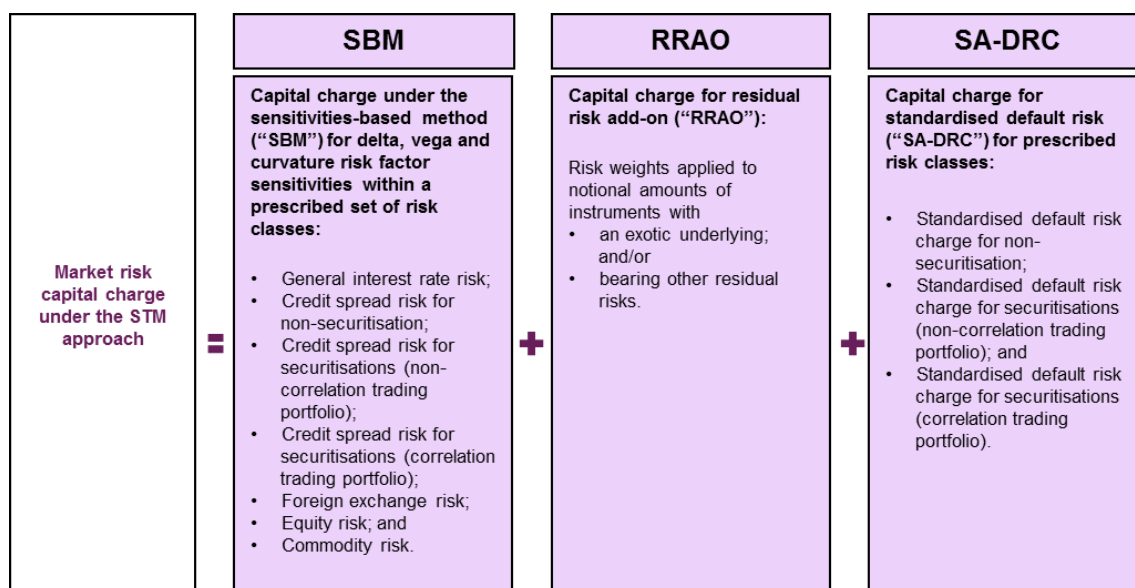 Market risk
capital charge
under the STM
approach
=
SBM
Capital charge under the
sensitivities-based method
(“SBM”) for delta, vega and
curvature risk factor
sensitivities within a
prescribed set of risk
classes:
• General interest rate risk;
• Credit spread risk for
non-securitisation;
• Credit spread risk for
securitisations (non-
correlation trading
portfolio);
• Credit spread risk for
securitisations (correlation
trading portfolio);
• Foreign exchange risk;
• Equity risk; and
• Commodity risk.
+
RRAO
Capital charge for residual
risk add-on (“RRAO”):
Risk weights applied to
notional amounts of
instruments with
• an exotic underlying;
and/or
• bearing other residual
risks.
+
SA-DRC
Capital charge for
standardised default risk
(“SA-DRC”) for prescribed
risk classes:
• Standardised default risk
charge for non-
securitisation;
• Standardised default risk
charge for securitisations
(non-correlation trading
portfolio); and
• Standardised default risk
charge for securitisations
(correlation trading
portfolio).